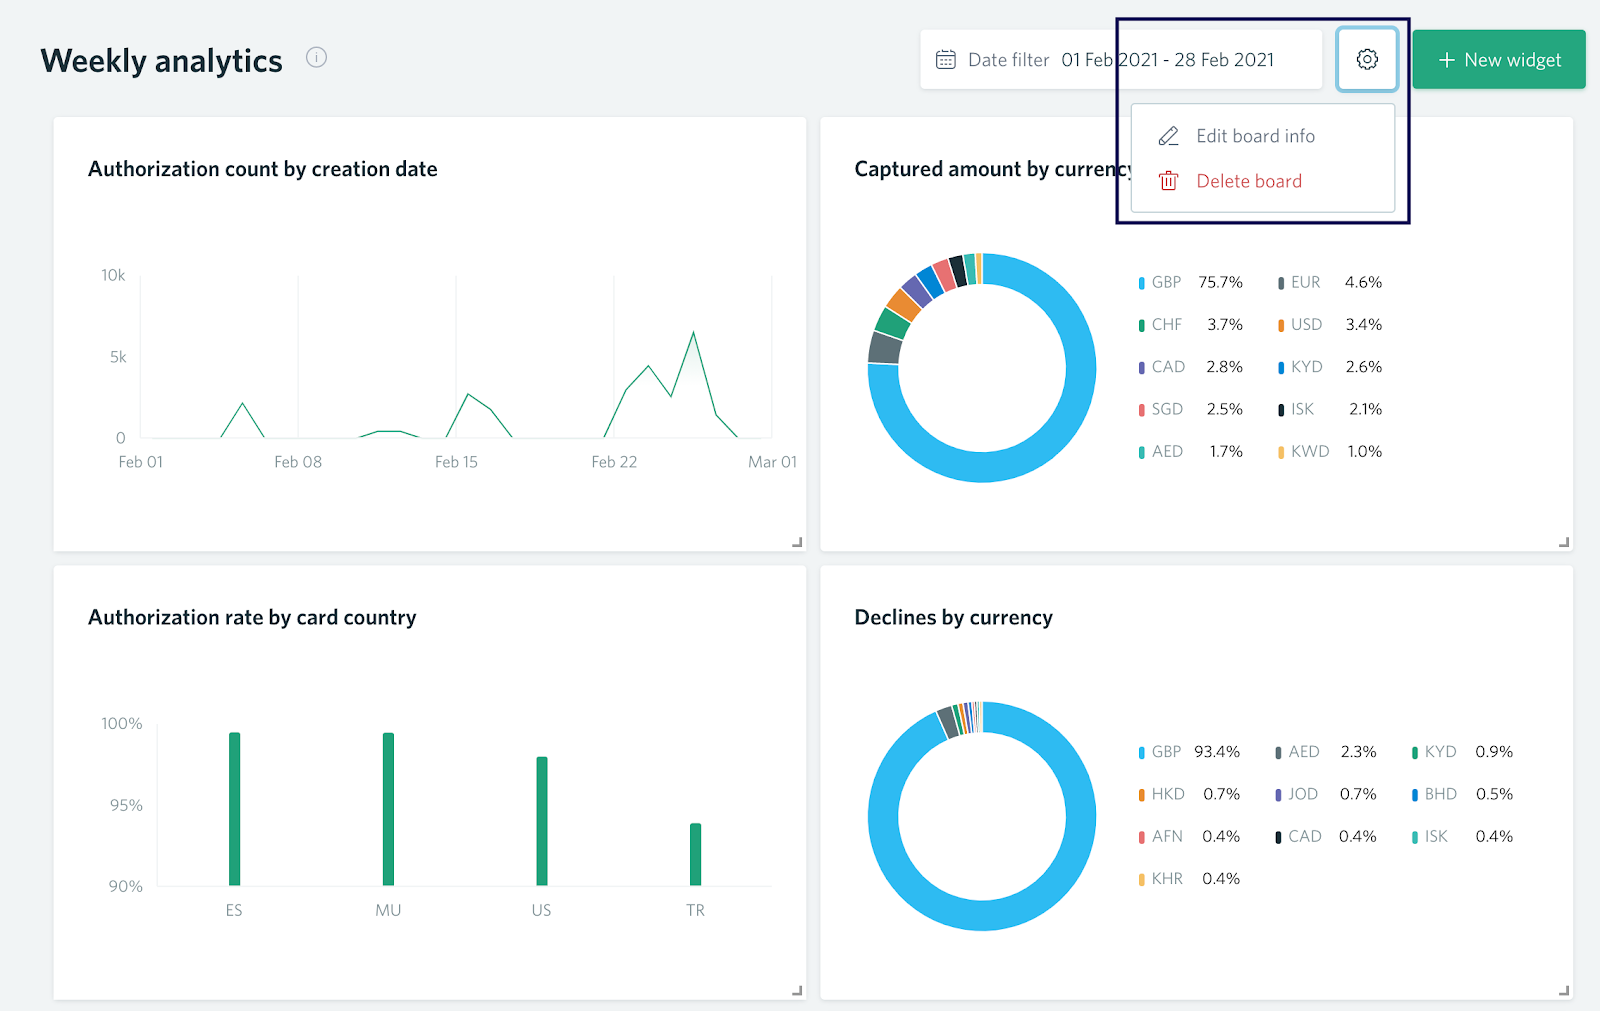 Weekly analytics
Date filter 01 Feb 2021 - 28 Feb 2021
+ New widget
Edit board info
Delete board
Authorization count by creation date
10k
5k
0
Feb 01 Feb 08 Feb 15 Feb 22 Mar 01
Captured amount by currency
GBP 75.7% EUR 4.6%
CHF 3.7% USD 3.4%
CAD 2.8% KYD 2.6%
SGD 2.5% ISK 2.1%
AED 1.7% KWD 1.0%
Authorization rate by card country
100%
95%
90%
ES MU US TR
Declines by currency
GBP 93.4% AED 2.3% KYD 0.9%
HKD 0.7% JOD 0.7% BHD 0.5%
AFN 0.4% CAD 0.4% ISK 0.4%
KHR 0.4%